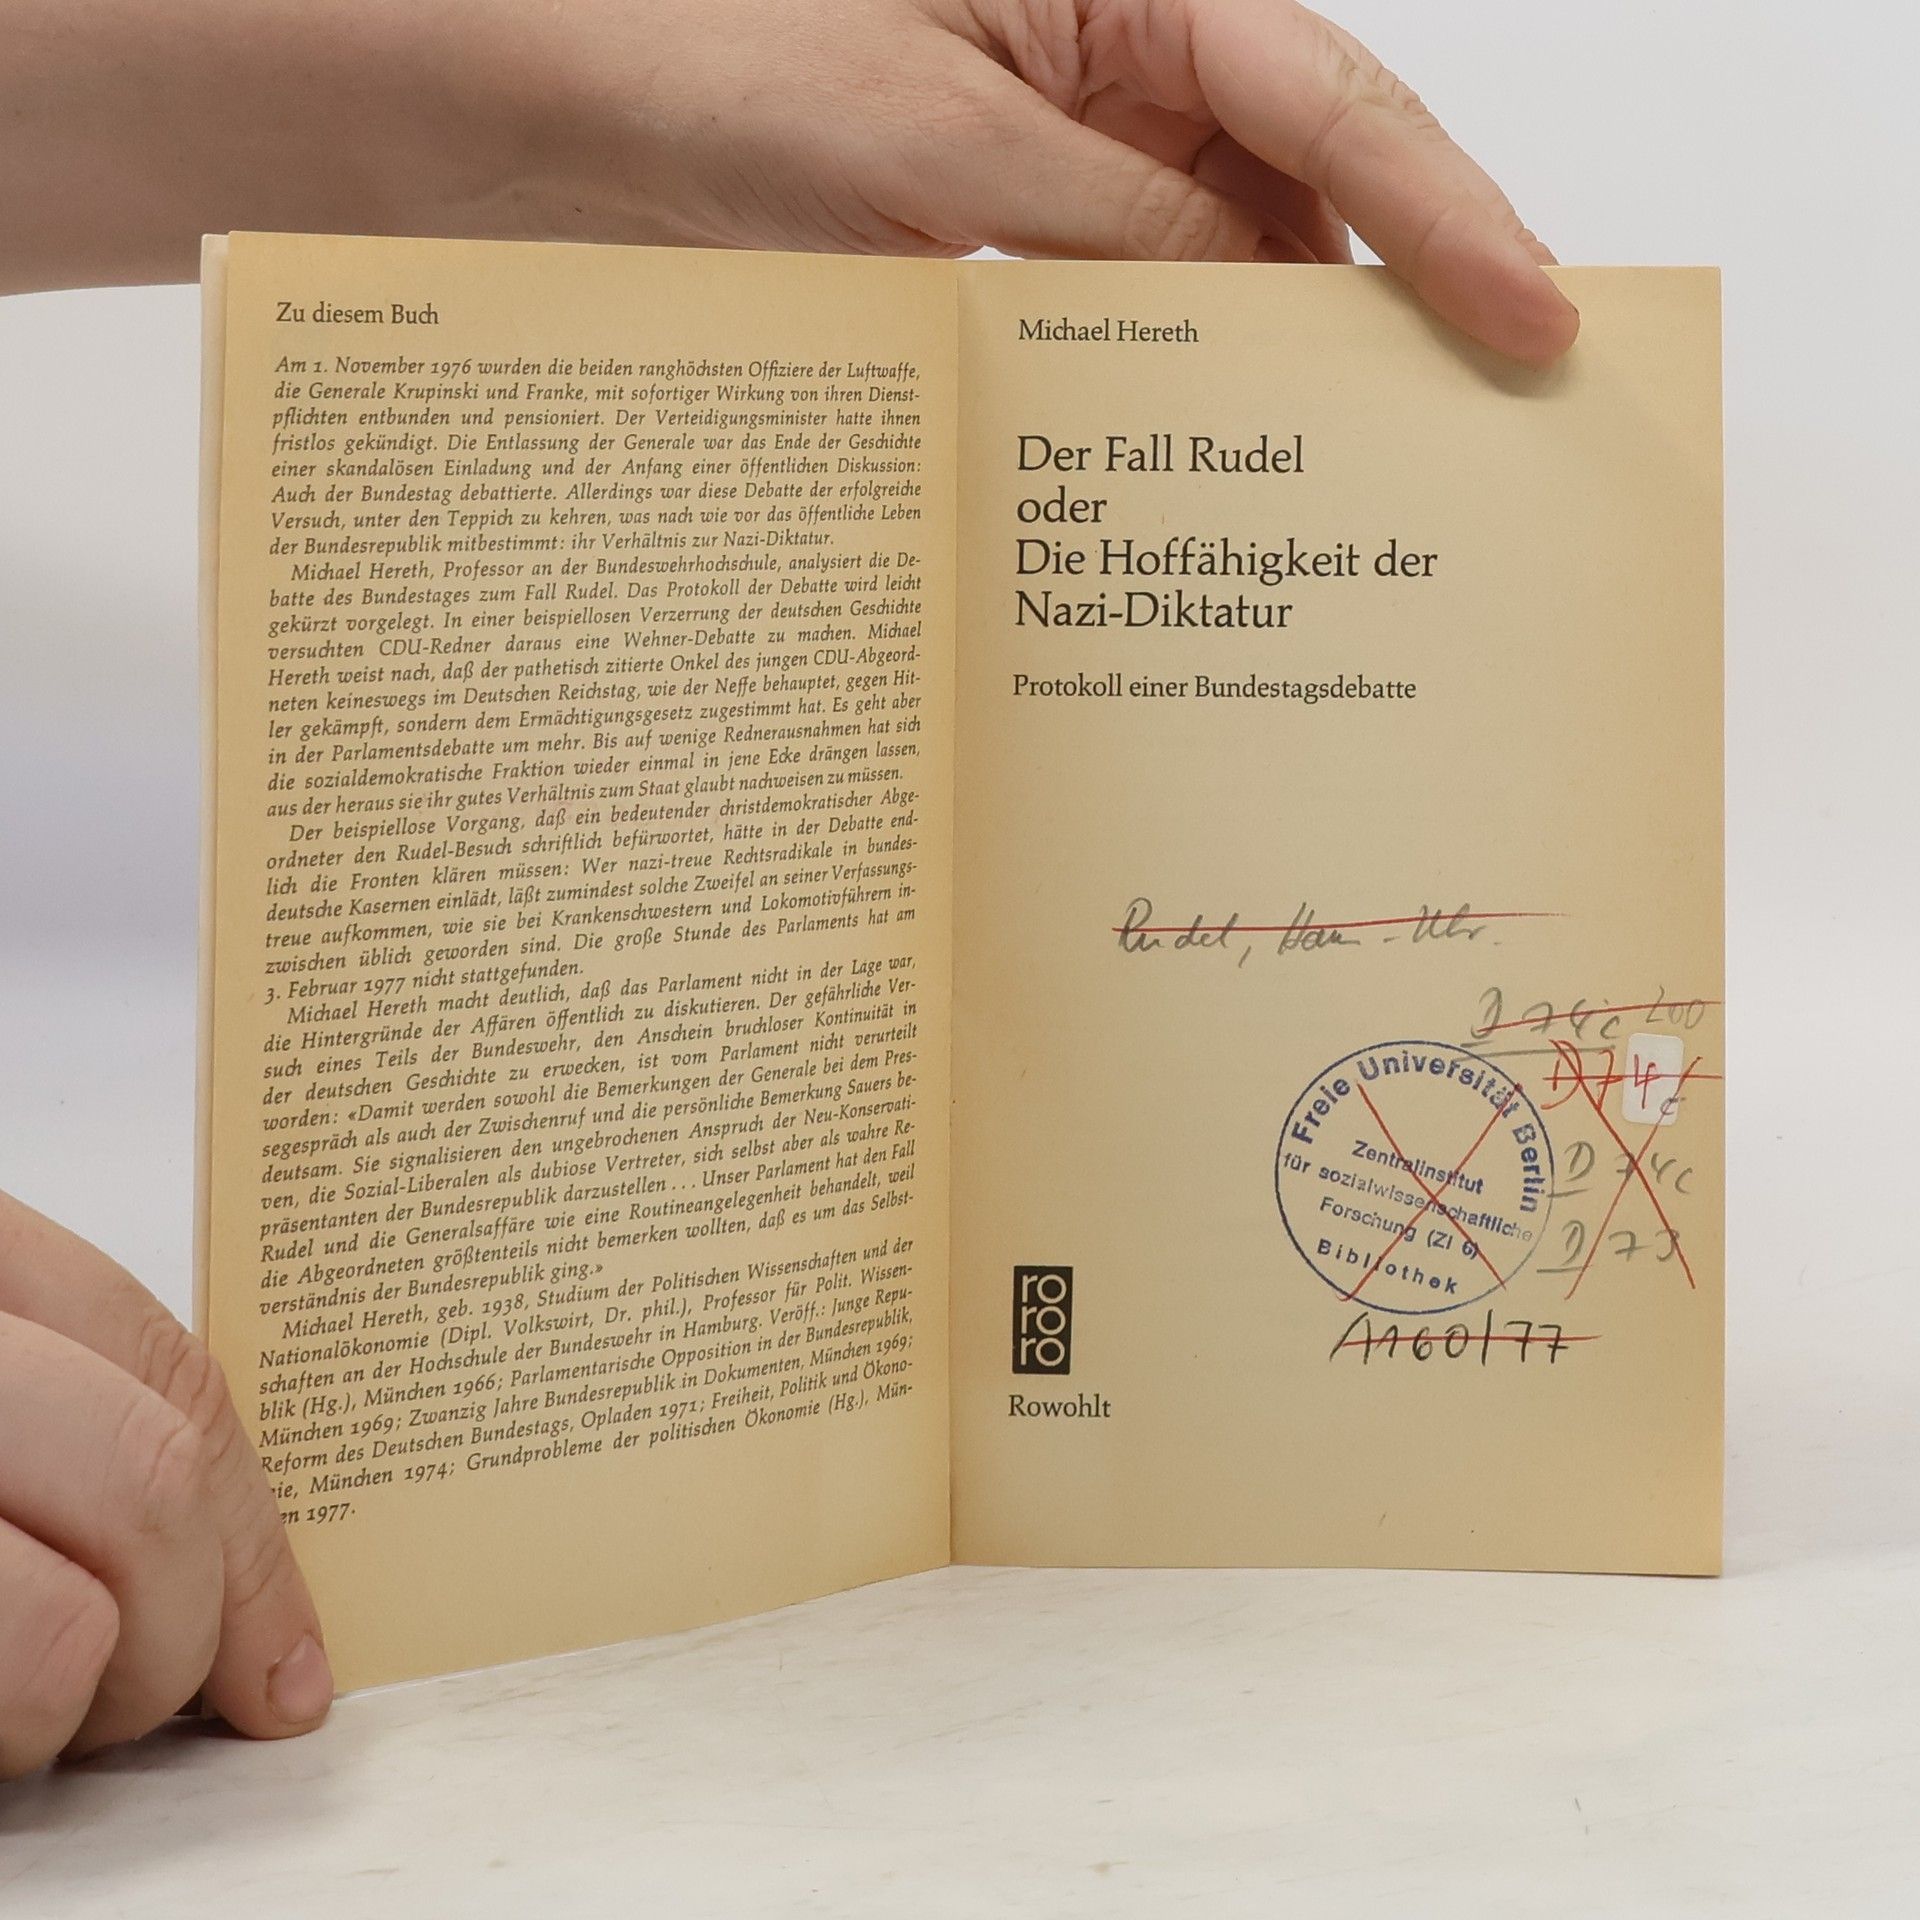 Zu diesem Buch
Am 1. November 1976 wurden die beiden ranghöchsten Offiziere der Luftwaffe,
die Generale Krupinski und Franke, mit sofortiger Wirkung von ihren Dienst-
pflichten entbunden und pensioniert. Der Verteidigungsminister hatte ihnen
fristlos gekündigt. Die Entlassung der Generale war das Ende der Geschichte
einer skandalösen Einladung und der Anfang einer öffentlichen Diskussion:
Auch der Bundestag debattierte. Allerdings war diese Debatte der erfolgreiche
Versuch, unter den Teppich zu kehren, was nach wie vor das öffentliche Leben
der Bundesrepublik mitbestimmt: ihr Verhältnis zur Nazi-Diktatur.
Michael Hereth, Professor an der Bundeswehrhochschule, analysiert die De-
batte des Bundestages zum Fall Rudel. Das Protokoll der Debatte wird leicht
gekürzt vorgelegt. In einer beispiellosen Verzerrung der deutschen Geschichte
versuchten CDU-Redner daraus eine Wehner-Debatte zu machen. Michael
Hereth weist nach, daß der pathetisch zitierte Onkel des jungen CDU-Abgeord-
neten keineswegs im Deutschen Reichstag, wie der Neffe behauptet, gegen Hit-
ler gekämpft, sondern dem Ermächtigungsgesetz zugestimmt hat. Es geht aber
in der Parlamentsdebatte um mehr. Bis auf wenige Rednerausnahmen hat sich
die sozialdemokratische Fraktion wieder einmal in jene Ecke drängen lassen,
aus der heraus sie ihr gutes Verhältnis zum Staat glaubt nachweisen zu müssen.
Der beispiellose Vorgang, daß ein bedeutender christdemokratischer Abge-
ordneter den Rudel-Besuch schriftlich befürwortet, hätte in der Debatte end-
lich die Fronten klären müssen: Wer nazi-treue Rechtsradikale in bundes-
deutsche Kasernen einlädt, läßt zumindest solche Zweifel an seiner Verfassungs-
treue aufkommen, wie sie bei Krankenschwestern und Lokomotivführern in-
zwischen üblich geworden sind. Die große Stunde des Parlaments hat am
3. Februar 1977 nicht stattgefunden.
Michael Hereth macht deutlich, daß das Parlament nicht in der Lage war,
die Hintergründe der Affären öffentlich zu diskutieren. Der gefährliche Ver-
such eines Teils der Bundeswehr, den Anschein bruchloser Kontinuität in
der deutschen Geschichte zu erwecken, ist vom Parlament nicht verurteilt
worden: «Damit werden sowohl die Bemerkungen der Generale bei dem Pres-
segespräch als auch der Zwischenruf und die persönliche Bemerkung Sauers be-
deutsam. Sie signalisieren den ungebrochenen Anspruch der Neu-Konservati-
ven, die Sozial-Liberalen als dubiose Vertreter, sich selbst aber als wahre Re-
präsentanten der Bundesrepublik darzustellen . . . Unser Parlament hat den Fall
Rudel und die Generalsaffäre wie eine Routineangelegenheit behandelt, weil
die Abgeordneten größtenteils nicht bemerken wollten, daß es um das Selbst-
verständnis der Bundesrepublik ging.»
Michael Hereth, geb. 1938, Studium der Politischen Wissenschaften und der
Nationalökonomie (Dipl. Volkswirt, Dr. phil.), Professor für Polit. Wissen-
schaften an der Hochschule der Bundeswehr in Hamburg. Veröff.: Junge Repu-
blik (Hg.), München 1966; Parlamentarische Opposition in der Bundesrepublik,
München 1969; Zwanzig Jahre Bundesrepublik in Dokumenten, München 1969;
Reform des Deutschen Bundestags, Opladen 1971; Freiheit, Politik und Ökono-
mie, München 1974; Grundprobleme der politischen Ökonomie (Hg.), Mün-
en 1977.
Michael Hereth
Der Fall Rudel
oder
Die Hoffähigkeit der
Nazi-Diktatur
Protokoll einer Bundestagsdebatte
Rudel, Hans-Ulr.
D 74c 200
D 74c
D 74c
D 73
Freie Universität Berlin
Zentralinstitut
für sozialwissenschaftliche
Forschung (ZI 6)
Bibliothek
1160/77
ro
ro
ro
Rowohlt